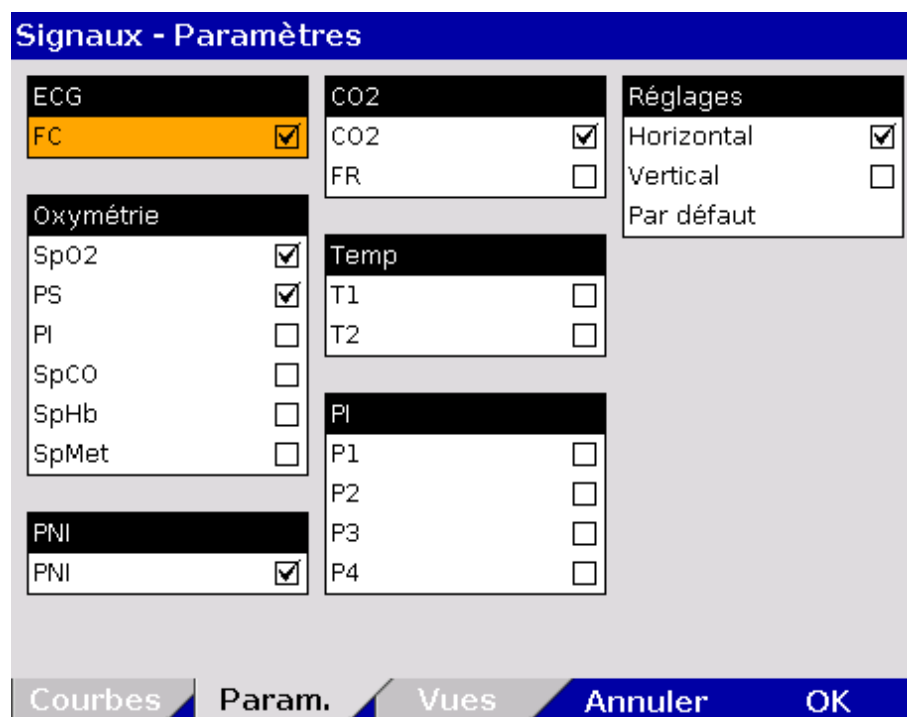 Signaux - Paramètres
ECG
FC
Oxymétrie
SpO2
PS
PI
SpCO
SpHb
SpMet
PNI
PNI
CO2
CO2
FR
Temp
T1
T2
PI
P1
P2
P3
P4
Réglages
Horizontal
Vertical
Par défaut
Courbes Param. Vues Annuler OK